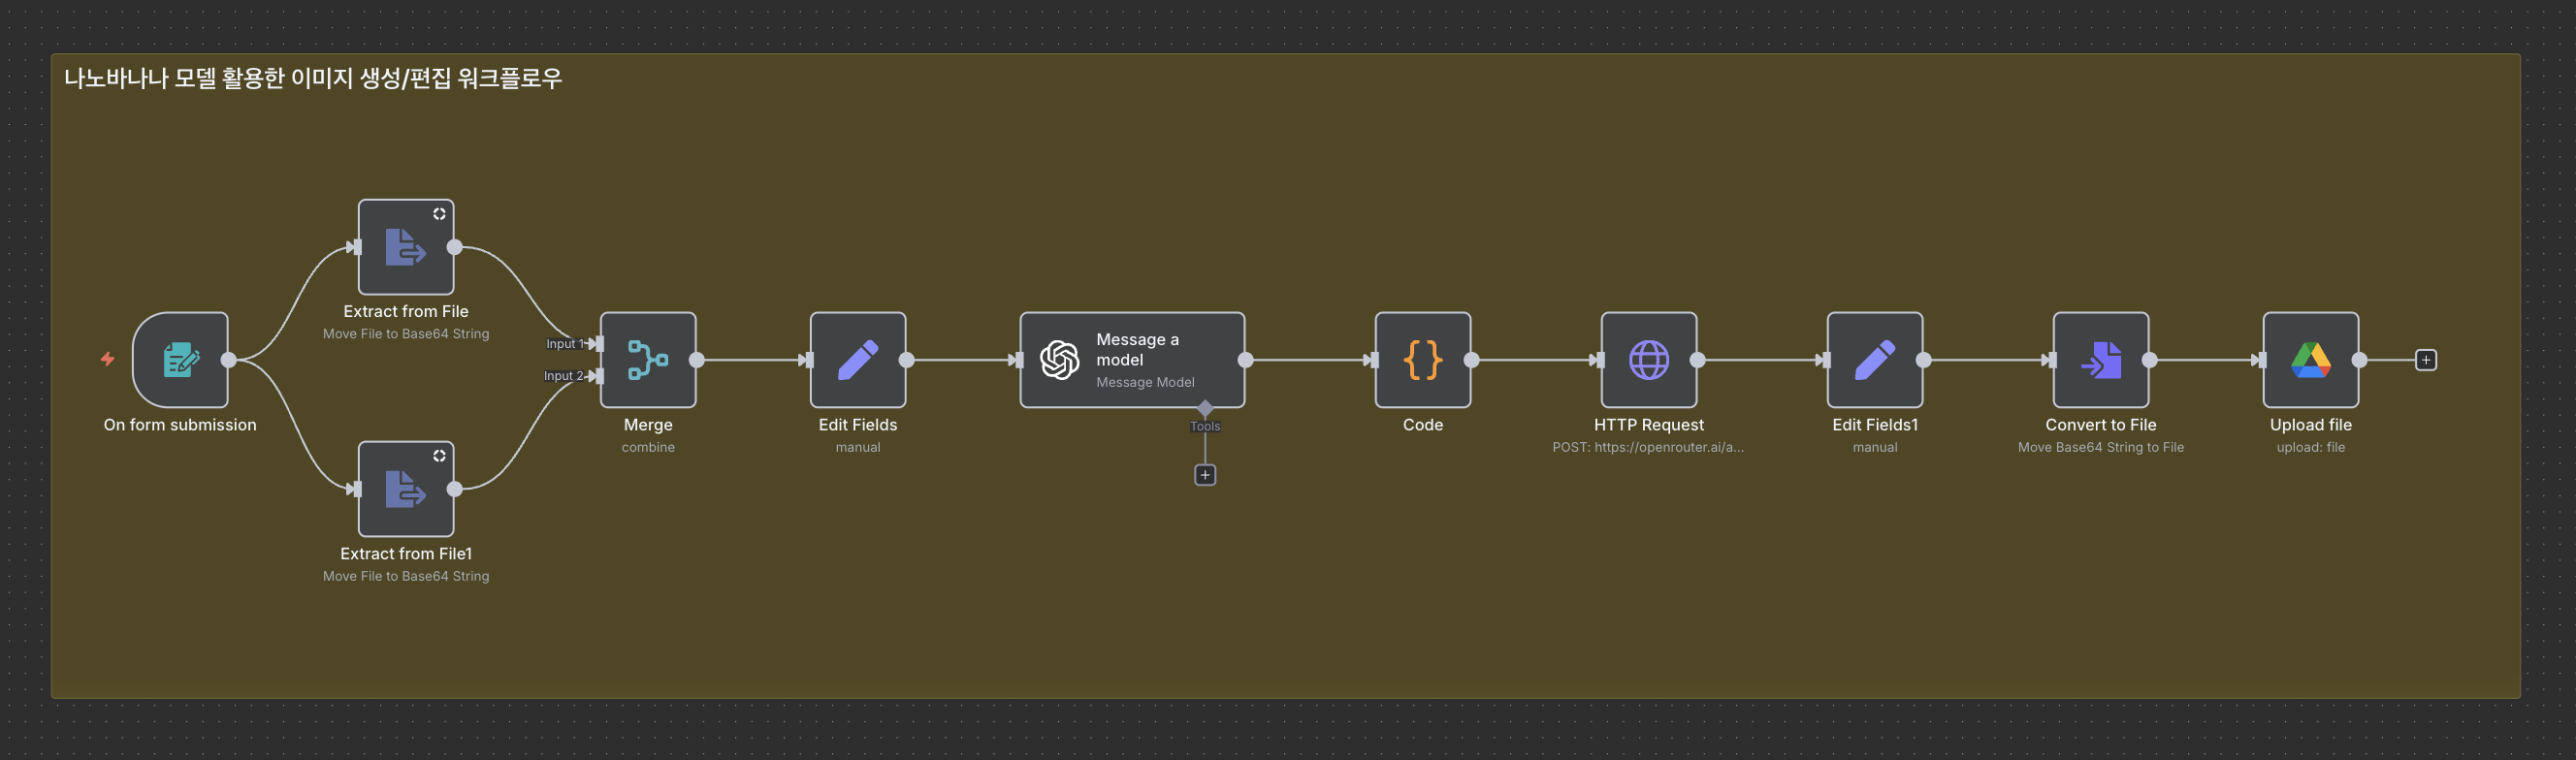 나노바나나 모델 활용한 이미지 생성/편집 워크플로우
On form submission
Extract from File
Move File to Base64 String
Extract from File1
Move File to Base64 String
Input 1
Input 2
Merge
combine
Edit Fields
manual
Message a
model
Message Model
Tools
Code
HTTP Request
POST: https://openrouter.ai/a...
Edit Fields1
manual
Convert to File
Move Base64 String to File
Upload file
upload: file